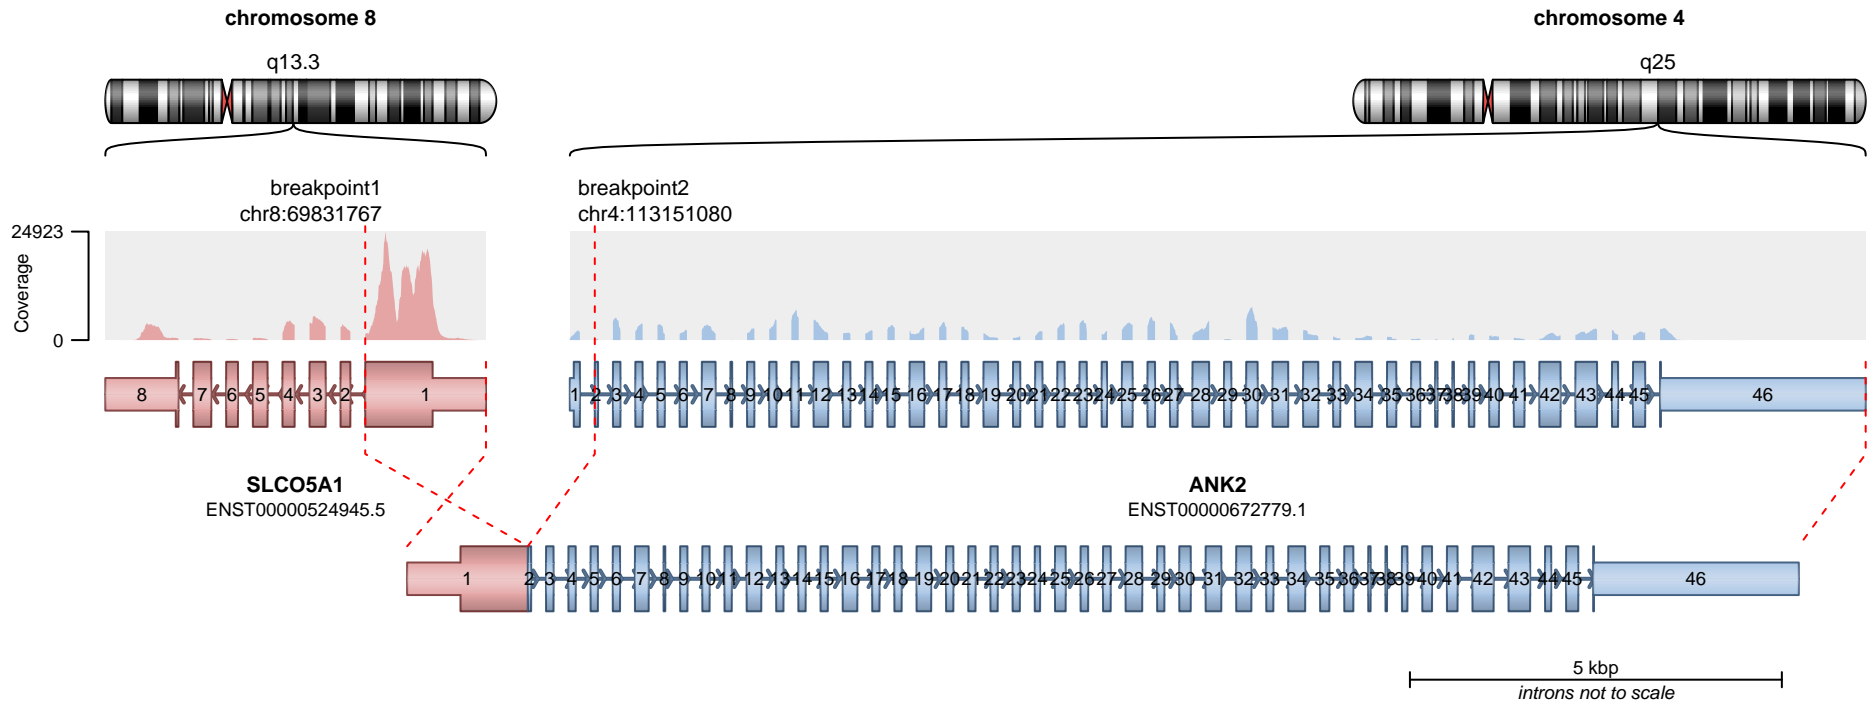 chromosome 8
chromosome 4
q13.3
q25
breakpoint1
chr8:69831767
breakpoint2
chr4:113151080
24923
Coverage
0
8 7 6 5 4 3 2 1
1 2 3 4 5 6 7 8 9 10 11 12 13 14 15 16 17 18 19 20 21 22 23 24 25 26 27 28 29 30 31 32 33 34 35 36 37 38 39 40 41 42 43 44 45 46
SLCO5A1
ENST00000524945.5
ANK2
ENST00000672779.1
1 2 3 4 5 6 7 8 9 10 11 12 13 14 15 16 17 18 19 20 21 22 23 24 25 26 27 28 29 30 31 32 33 34 35 36 37 38 39 40 41 42 43 44 45 46
5 kbp
introns not to scale